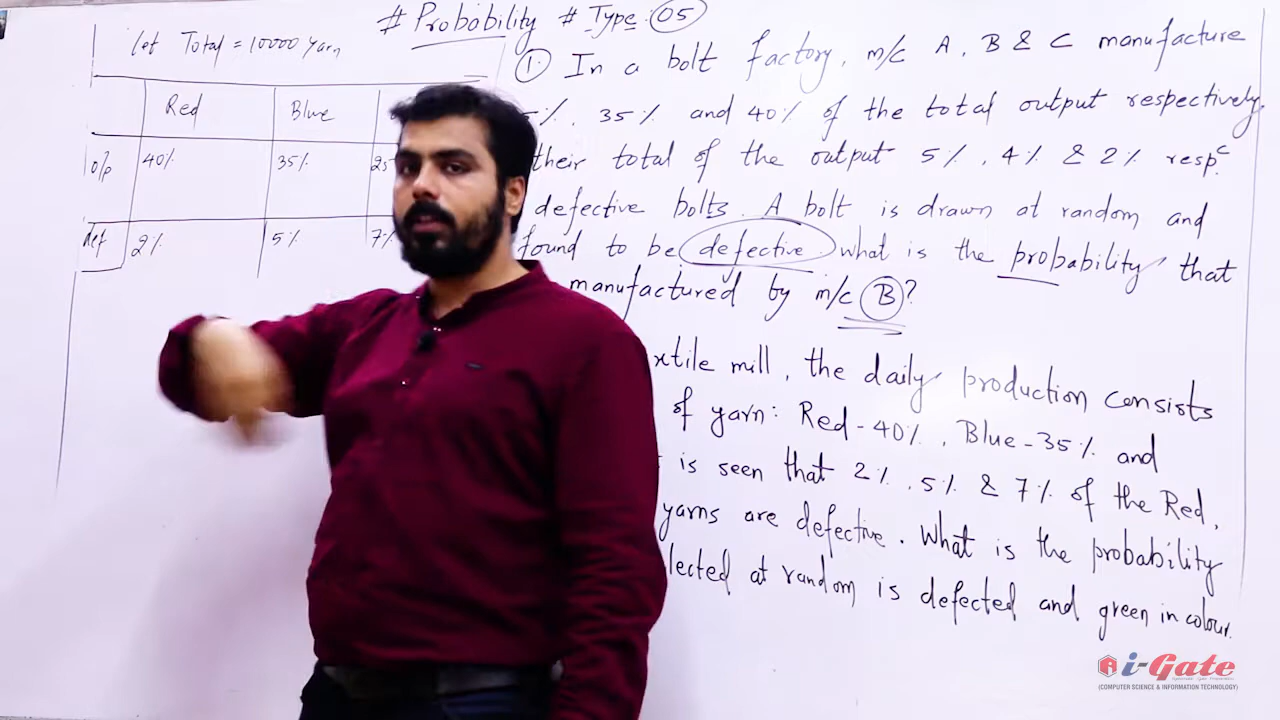 # Probability # Type: 05
Let Total = 10000 Yarn
Red Blue
o/p 40% 35% 25
def 2% 5% 7%
1. In a bolt factory, m/c A, B & C manufacture
%, 35% and 40% of the total output respectively.
their total of the output 5%, 4% & 2% respc.
defective bolts. A bolt is drawn at random and
found to be defective. what is the probability that
manufactured by m/c B?
xtile mill, the daily production consists
of yarn: Red - 40%, Blue - 35% and
is seen that 2%, 5% & 7% of the Red,
yarns are defective. What is the probability
lected at random is defected and green in colour.
i-Gate
(COMPUTER SCIENCE & INFORMATION TECHNOLOGY)